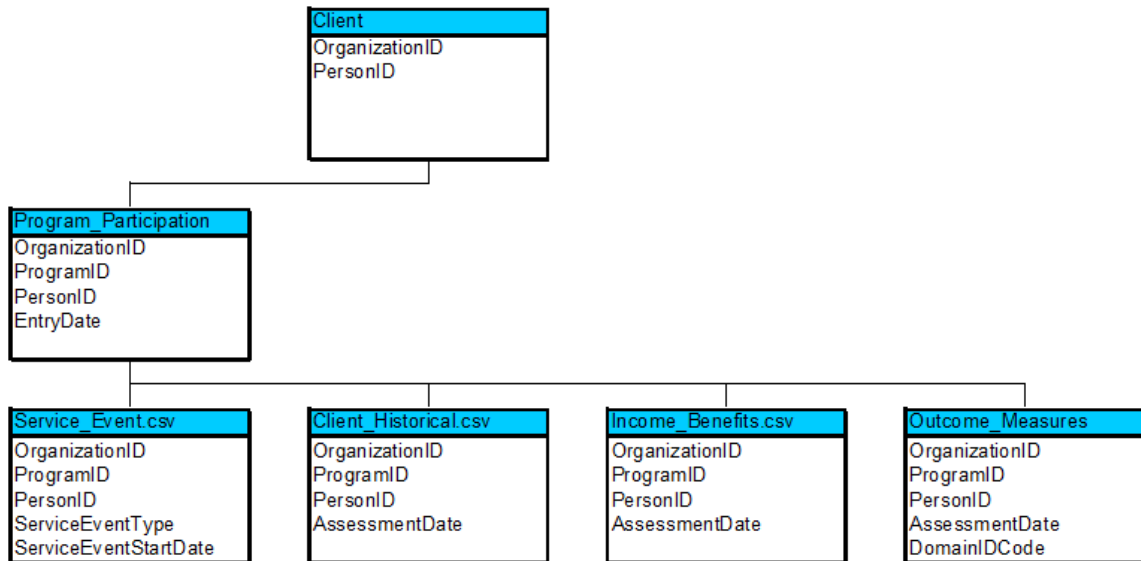 Client
OrganizationID
PersonID
Program_Participation
OrganizationID
ProgramID
PersonID
EntryDate
Service_Event.csv
OrganizationID
ProgramID
PersonID
ServiceEventType
ServiceEventStartDate
Client_Historical.csv
OrganizationID
ProgramID
PersonID
AssessmentDate
Income_Benefits.csv
OrganizationID
ProgramID
PersonID
AssessmentDate
Outcome_Measures
OrganizationID
ProgramID
PersonID
AssessmentDate
DomainIDCode